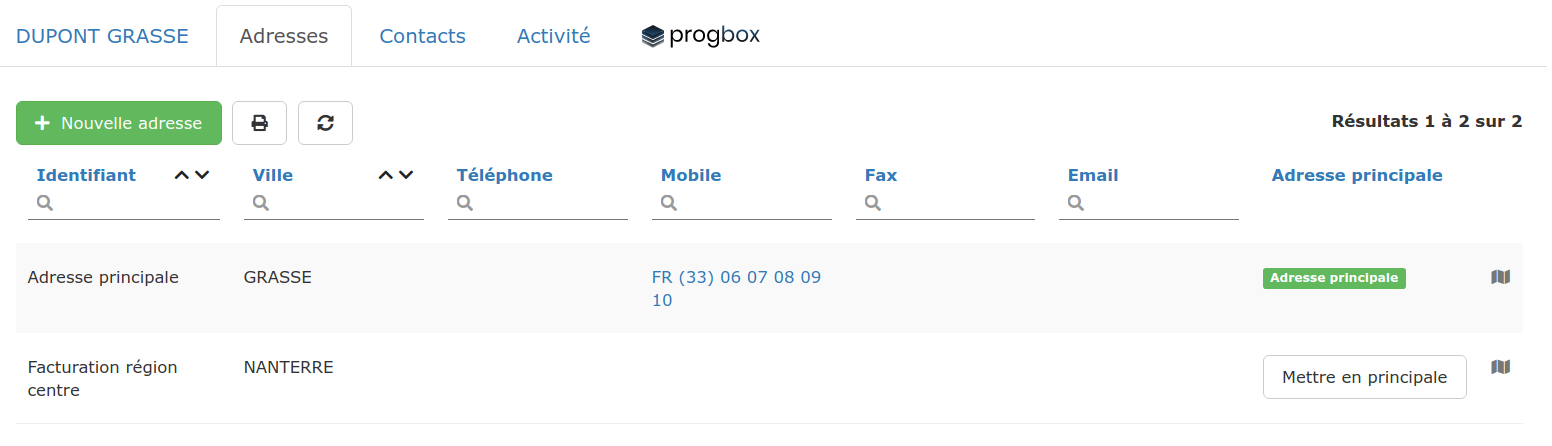 DUPONT GRASSE Adresses Contacts Activité progbox
Nouvelle adresse Résultats 1 à 2 sur 2
Identifiant Ville Téléphone Mobile Fax Email Adresse principale
Adresse principale GRASSE FR (33) 06 07 08 09 Adresse principale
10
Facturation région NANTERRE Mettre en principale
centre